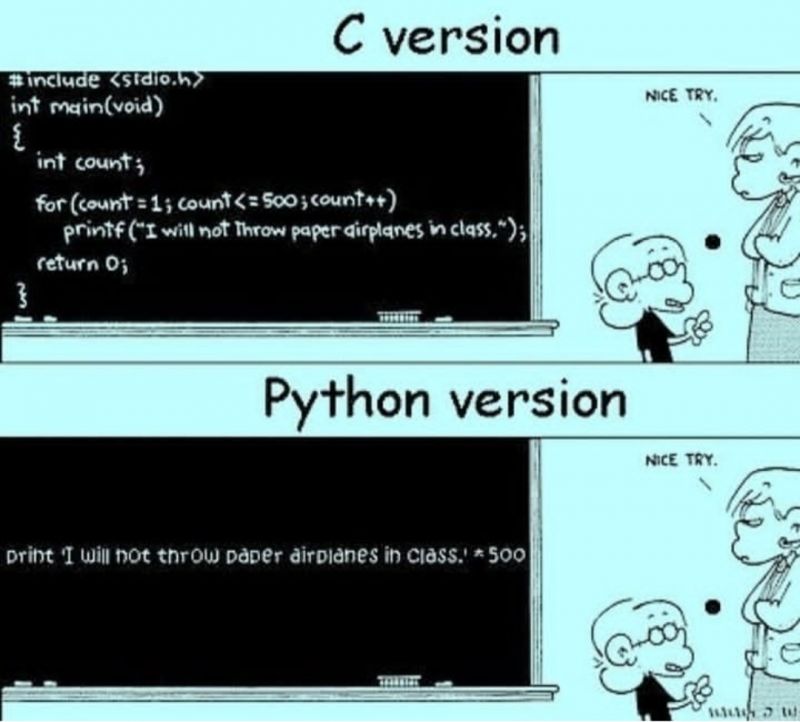 C version
#include <stdio.h>
int main(void)
{
int count;
for (count = 1; count <= 500; count++)
printf ("I will not Throw paper airplanes in class.");
return 0;
}
NICE TRY.
Python version
print 'I will not throw paper airplanes in class.' * 500
NICE TRY.